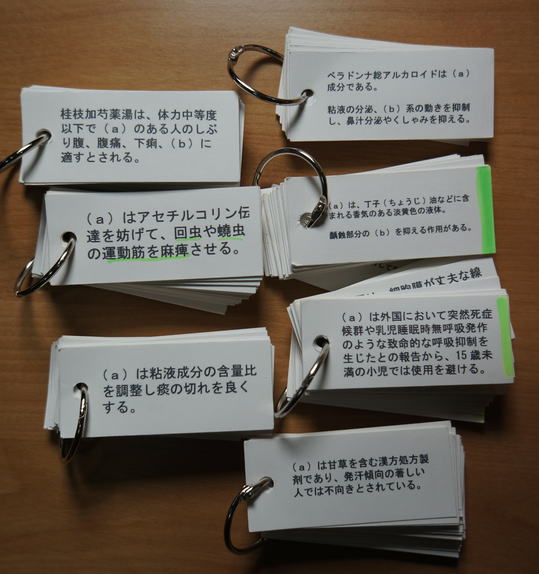 桂枝加芍薬湯は、体力中等度
以下で（a）のある人のしぶ
り腹、腹痛、下痢、（b）に
適すとされる。
ベラドンナ総アルカロイドは（a）
成分である。
粘液の分泌、（b）系の動きを抑制
し、鼻汁分泌やくしゃみを抑える。
（a）はアセチルコリン伝
達を妨げて、回虫や蟯虫
の運動筋を麻痺させる。
（a）は、丁子（ちょうじ）油などに含
まれる香気のある淡黄色の液体。
齲蝕部分の（b）を抑える作用がある。
細胞膜が丈夫な線
（a）は外国において突然死症
候群や乳児睡眠時無呼吸発作
のような致命的な呼吸抑制を
生じたとの報告から、15歳未
満の小児では使用を避ける。
（a）は粘液成分の含量比
を調整し痰の切れを良く
する。
（a）は甘草を含む漢方処方製
剤であり、発汗傾向の著しい
人では不向きとされている。